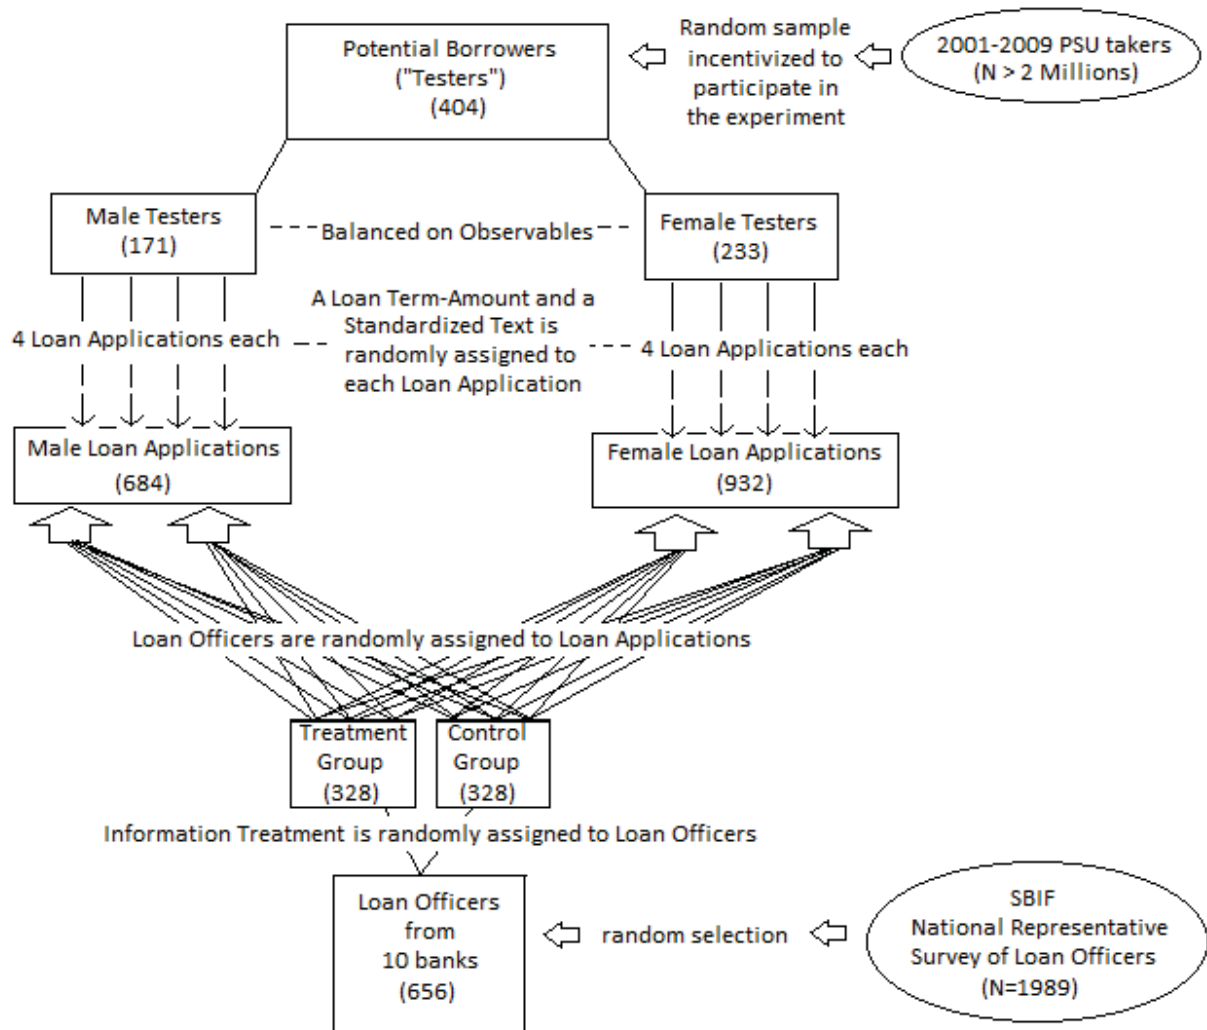 Potential Borrowers
("Testers")
(404)
Random sample
incentivized to
participate in
the experiment
2001-2009 PSU takers
(N > 2 Millions)
Male Testers
(171)
Balanced on Observables
Female Testers
(233)
4 Loan Applications each
A Loan Term-Amount and a
Standardized Text is
randomly assigned to
each Loan Application
4 Loan Applications each
Male Loan Applications
(684)
Female Loan Applications
(932)
Loan Officers are randomly assigned to Loan Applications
Treatment
Group
(328)
Control
Group
(328)
Information Treatment is randomly assigned to Loan Officers
Loan Officers
from
10 banks
(656)
random selection
SBIF
National Representative
Survey of Loan Officers
(N=1989)